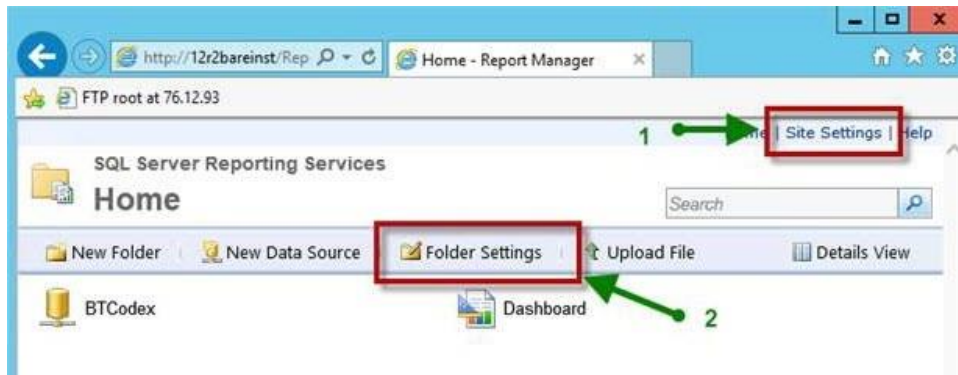 http://12r2bareinst/Rep
Home - Report Manager
FTP root at 76.12.93
1
| Site Settings | Help
SQL Server Reporting Services
Home
Search
New Folder
New Data Source
Folder Settings
Upload File
Details View
BTCodex
Dashboard
2